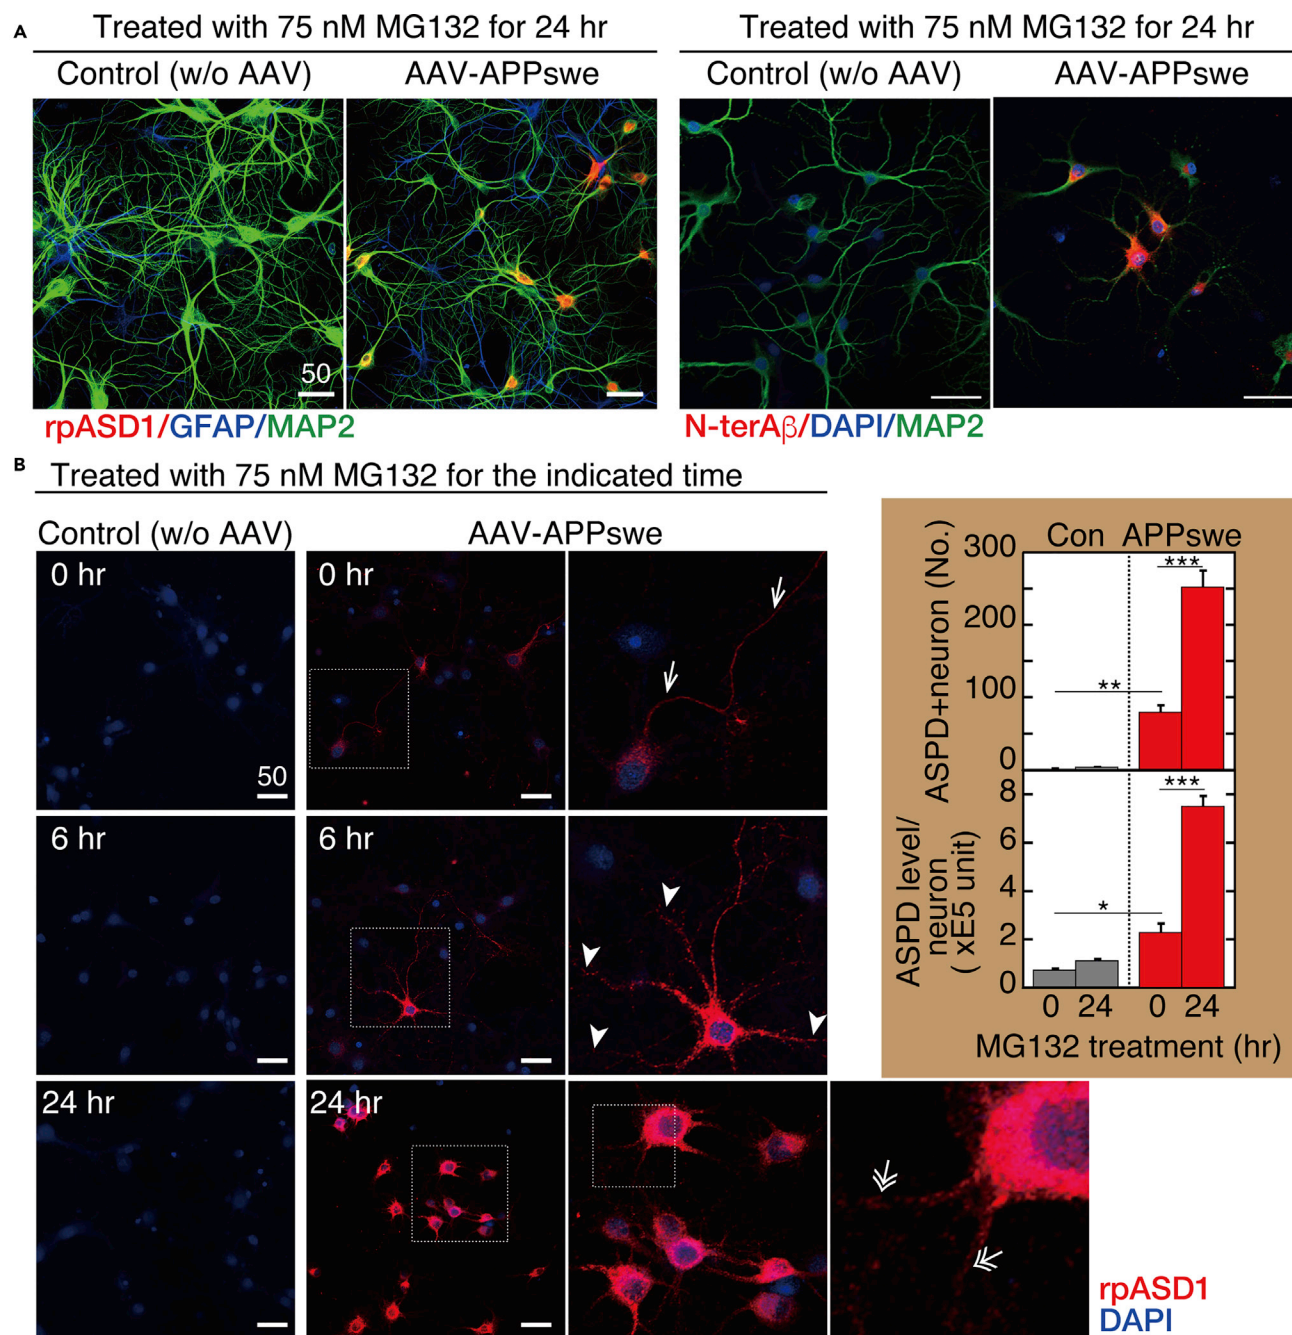 A
Treated with 75 nM MG132 for 24 hr
Control (w/o AAV)
AAV-APPswe
50
rpASD1/GFAP/MAP2
Treated with 75 nM MG132 for 24 hr
Control (w/o AAV)
AAV-APPswe
N-terAβ/DAPI/MAP2
B
Treated with 75 nM MG132 for the indicated time
Control (w/o AAV)
AAV-APPswe
0 hr
50
0 hr
6 hr
6 hr
24 hr
24 hr
rpASD1
DAPI
Con APPswe
ASPD+neuron (No.)
300
200
100
0
***
**
ASPD level/
neuron
( xE5 unit)
8
6
4
2
0
***
*
0 24 0 24
MG132 treatment (hr)